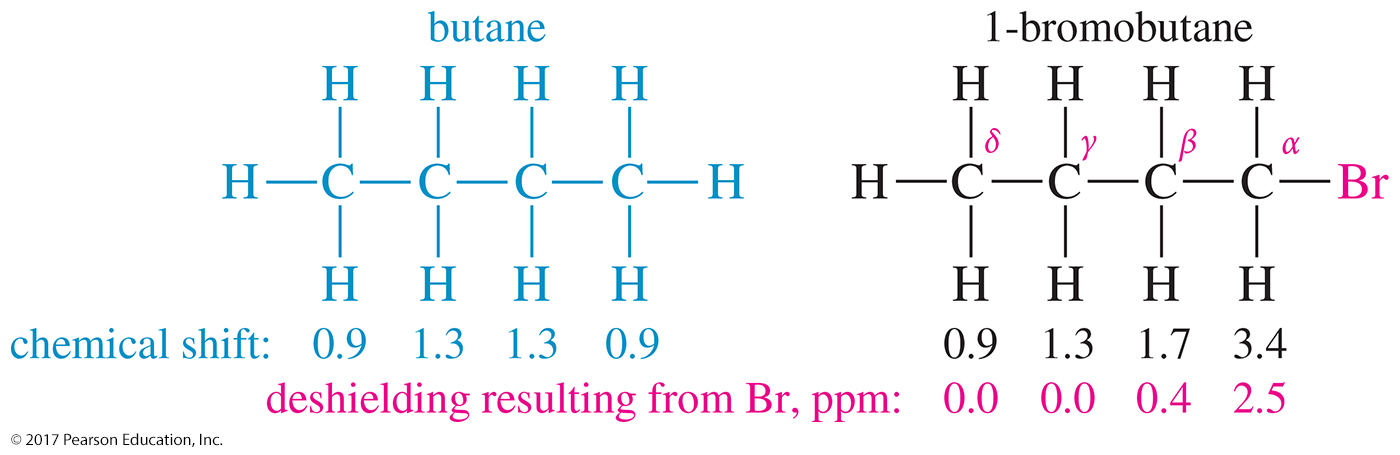 butane 1-bromobutane
H H H H H H H H
δ γ β α
H—C—C—C—C—H H—C—C—C—C—Br
H H H H H H H H
chemical shift: 0.9 1.3 1.3 0.9 0.9 1.3 1.7 3.4
deshielding resulting from Br, ppm: 0.0 0.0 0.4 2.5
© 2017 Pearson Education, Inc.